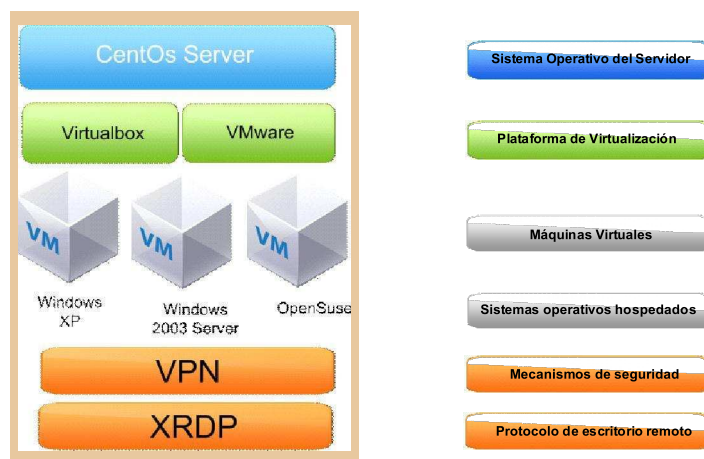 CentOs Server
Sistema Operativo del Servidor
Virtualbox
VMware
Plataforma de Virtualización
VM
VM
VM
Máquinas Virtuales
Windows
XP
Windows
2003 Server
OpenSuse
Sistemas operativos hospedados
VPN
Mecanismos de seguridad
XRDP
Protocolo de escritorio remoto